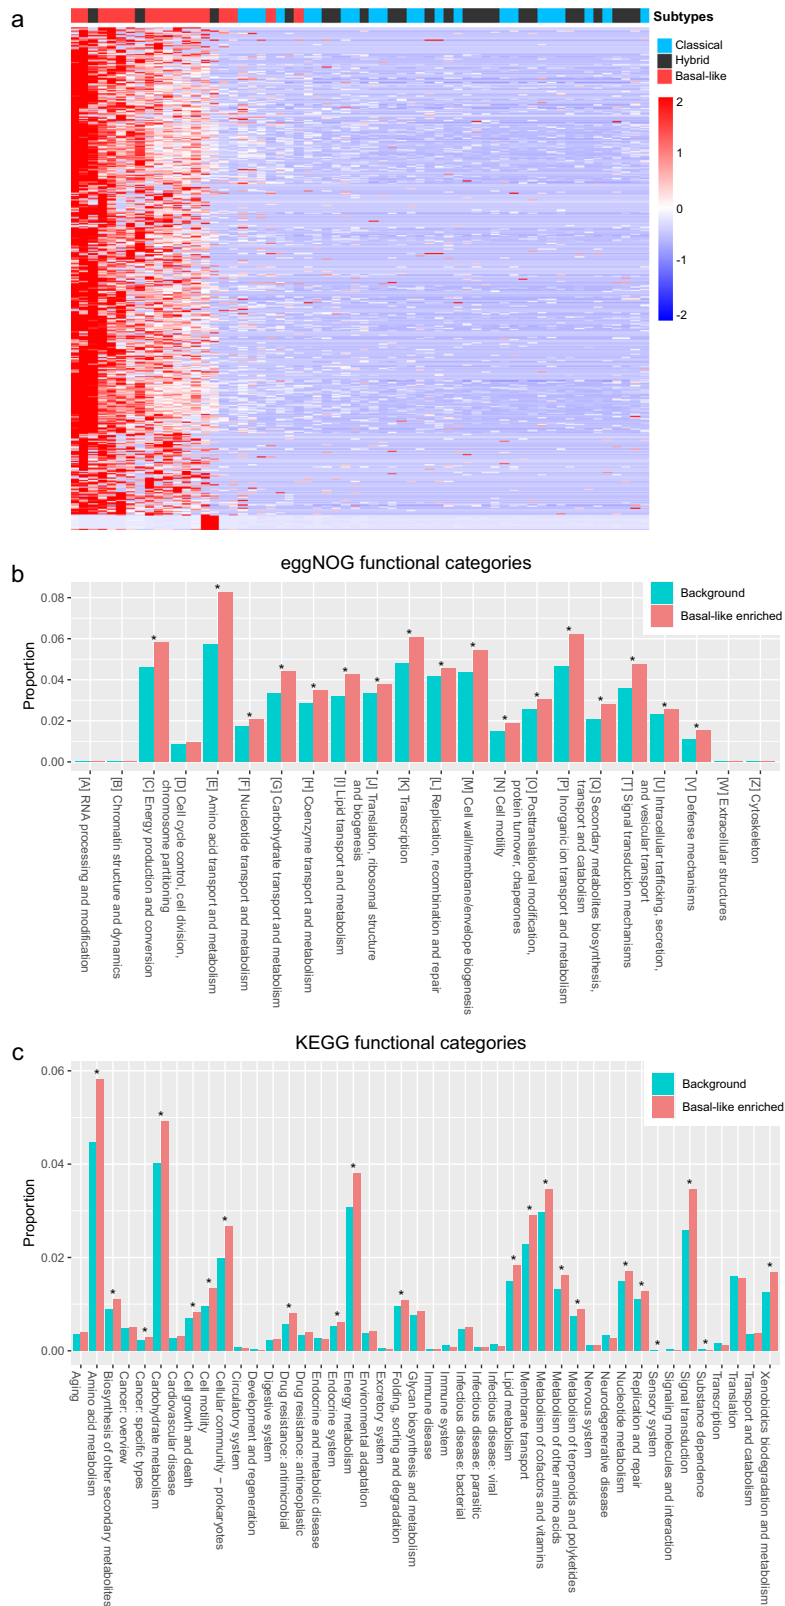 a
Subtypes
Classical
Hybrid
Basal-like
2
1
0
-1
-2
b
eggNOG functional categories
Background
Basal-like enriched
Proportion
0.08
0.06
0.04
0.02
0.00
[A] RNA processing and modification
[B] Chromatin structure and dynamics
[C] Energy production and conversion
[D] Cell cycle control, cell division,
chromosome partitioning
[E] Amino acid transport and metabolism
[F] Nucleotide transport and metabolism
[G] Carbohydrate transport and metabolism
[H] Coenzyme transport and metabolism
[I] Lipid transport and metabolism
[J] Translation, ribosomal structure
and biogenesis
[K] Transcription
[L] Replication, recombination and repair
[M] Cell wall/membrane/envelope biogenesis
[N] Cell motility
[O] Posttranslational modification,
protein turnover, chaperones
[P] Inorganic ion transport and metabolism
[Q] Secondary metabolites biosynthesis,
transport and catabolism
[T] Signal transduction mechanisms
[U] Intracellular trafficking, secretion,
and vesicular transport
[V] Defense mechanisms
[W] Extracellular structures
[Z] Cytoskeleton
c
KEGG functional categories
Background
Basal-like enriched
Proportion
0.06
0.04
0.02
0.00
Aging
Amino acid metabolism
Biosynthesis of other secondary metabolites
Cancer: overview
Cancer: specific types
Carbohydrate metabolism
Cardiovascular disease
Cell growth and death
Cell motility
Cellular community − prokaryotes
Circulatory system
Development and regeneration
Digestive system
Drug resistance: antimicrobial
Drug resistance: antineoplastic
Endocrine and metabolic disease
Endocrine system
Energy metabolism
Environmental adaptation
Excretory system
Folding, sorting and degradation
Glycan biosynthesis and metabolism
Immune disease
Immune system
Infectious disease: bacterial
Infectious disease: parasitic
Infectious disease: viral
Lipid metabolism
Membrane transport
Metabolism of cofactors and vitamins
Metabolism of other amino acids
Metabolism of terpenoids and polyketides
Nervous system
Neurodegenerative disease
Nucleotide metabolism
Replication and repair
Sensory system
Signaling molecules and interaction
Signal transduction
Substance dependence
Transcription
Translation
Transport and catabolism
Xenobiotics biodegradation and metabolism